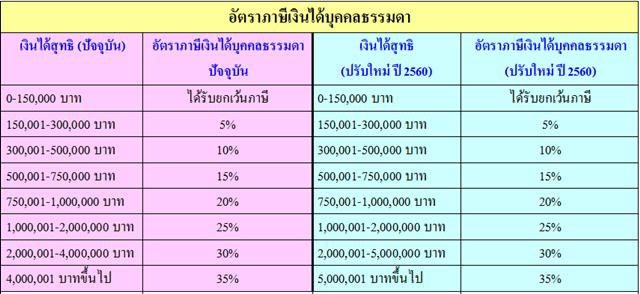 อัตราภาษีเงินได้บุคคลธรรมดา
เงินได้สุทธิ (ปัจจุบัน) อัตราภาษีเงินได้บุคคลธรรมดา เงินได้สุทธิ อัตราภาษีเงินได้บุคคลธรรมดา
ปัจจุบัน (ปรับใหม่ ปี 2560) (ปรับใหม่ ปี 2560)
0-150,000 บาท ได้รับยกเว้นภาษี 0-150,000 บาท ได้รับยกเว้นภาษี
150,001-300,000 บาท 5% 150,001-300,000 บาท 5%
300,001-500,000 บาท 10% 300,001-500,000 บาท 10%
500,001-750,000 บาท 15% 500,001-750,000 บาท 15%
750,001-1,000,000 บาท 20% 750,001-1,000,000 บาท 20%
1,000,001-2,000,000 บาท 25% 1,000,001-2,000,000 บาท 25%
2,000,001-4,000,000 บาท 30% 2,000,001-5,000,000 บาท 30%
4,000,001 บาทขึ้นไป 35% 5,000,001 บาทขึ้นไป 35%